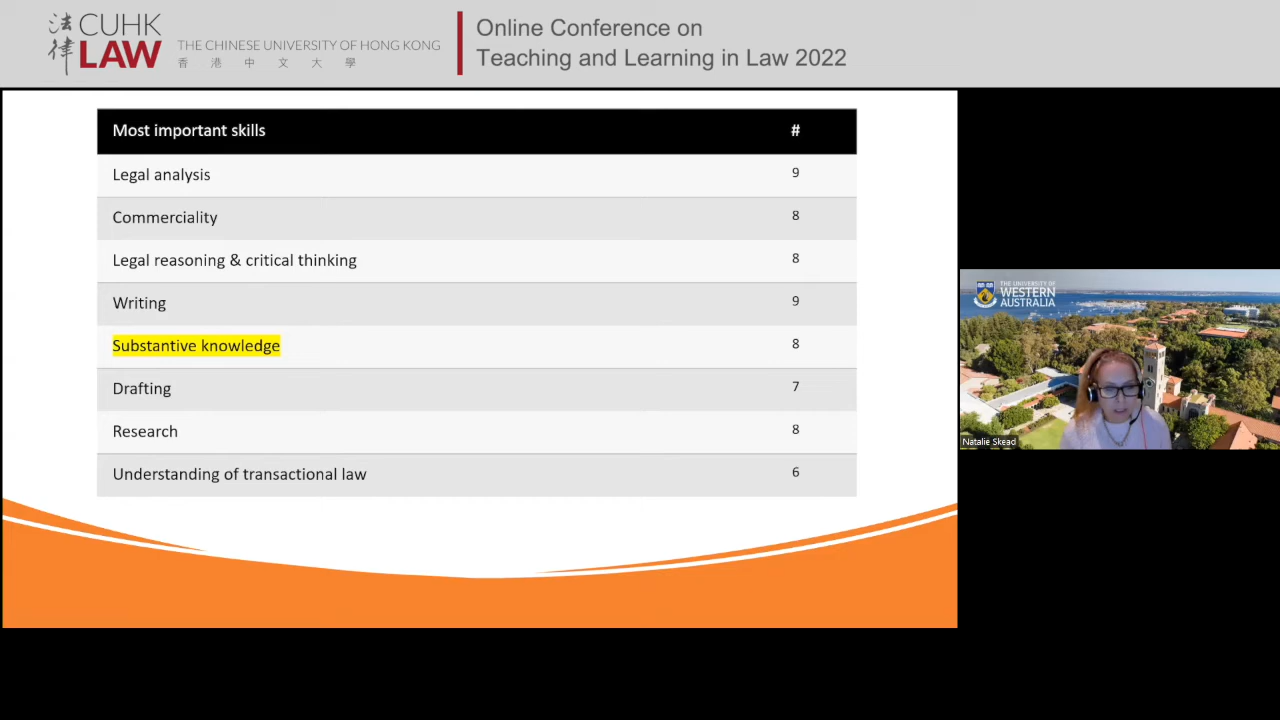 法律
CUHK
LAW
THE CHINESE UNIVERSITY OF HONG KONG
香港中文大學
Online Conference on
Teaching and Learning in Law 2022
Most important skills #
Legal analysis 9
Commerciality 8
Legal reasoning & critical thinking 8
Writing 9
Substantive knowledge 8
Drafting 7
Research 8
Understanding of transactional law 6
THE UNIVERSITY OF
WESTERN
AUSTRALIA
Natalie Skead